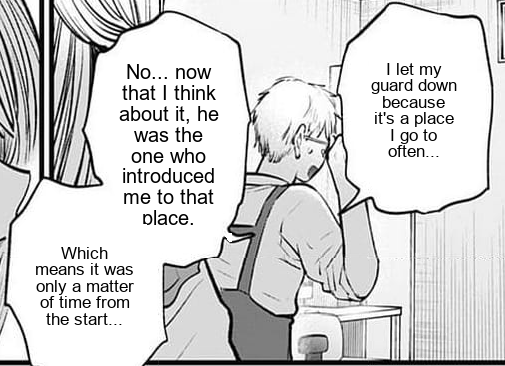 I let my
guard down
because
it's a place
I go to
often...
No... now
that I think
about it, he
was the
one who
introduced
me to that
place.
Which
means it was
only a matter
of time from
the start...